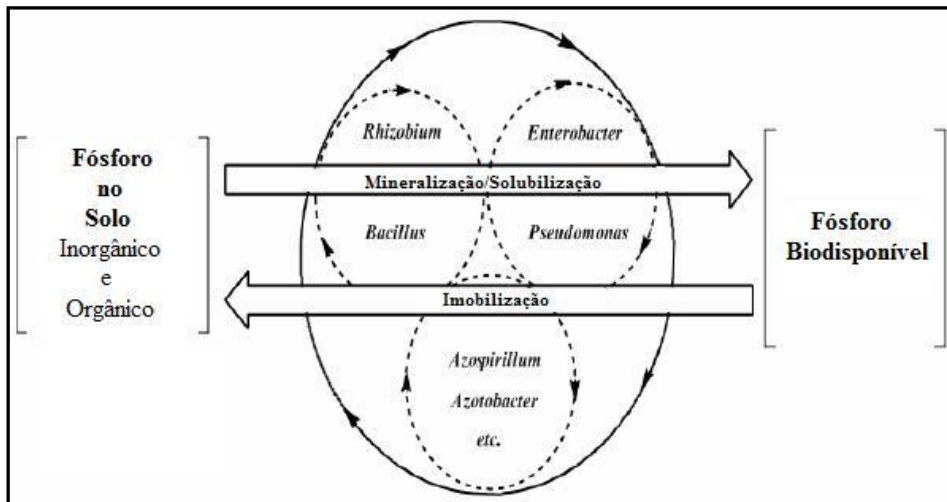 Fósforo
no
Solo
Inorgânico
e
Orgânico
Rhizobium
Enterobacter
Mineralização/Solubilização
Bacillus
Pseudomonas
Imobilização
Azospirillum
Azotobacter
etc.
Fósforo
Biodisponível